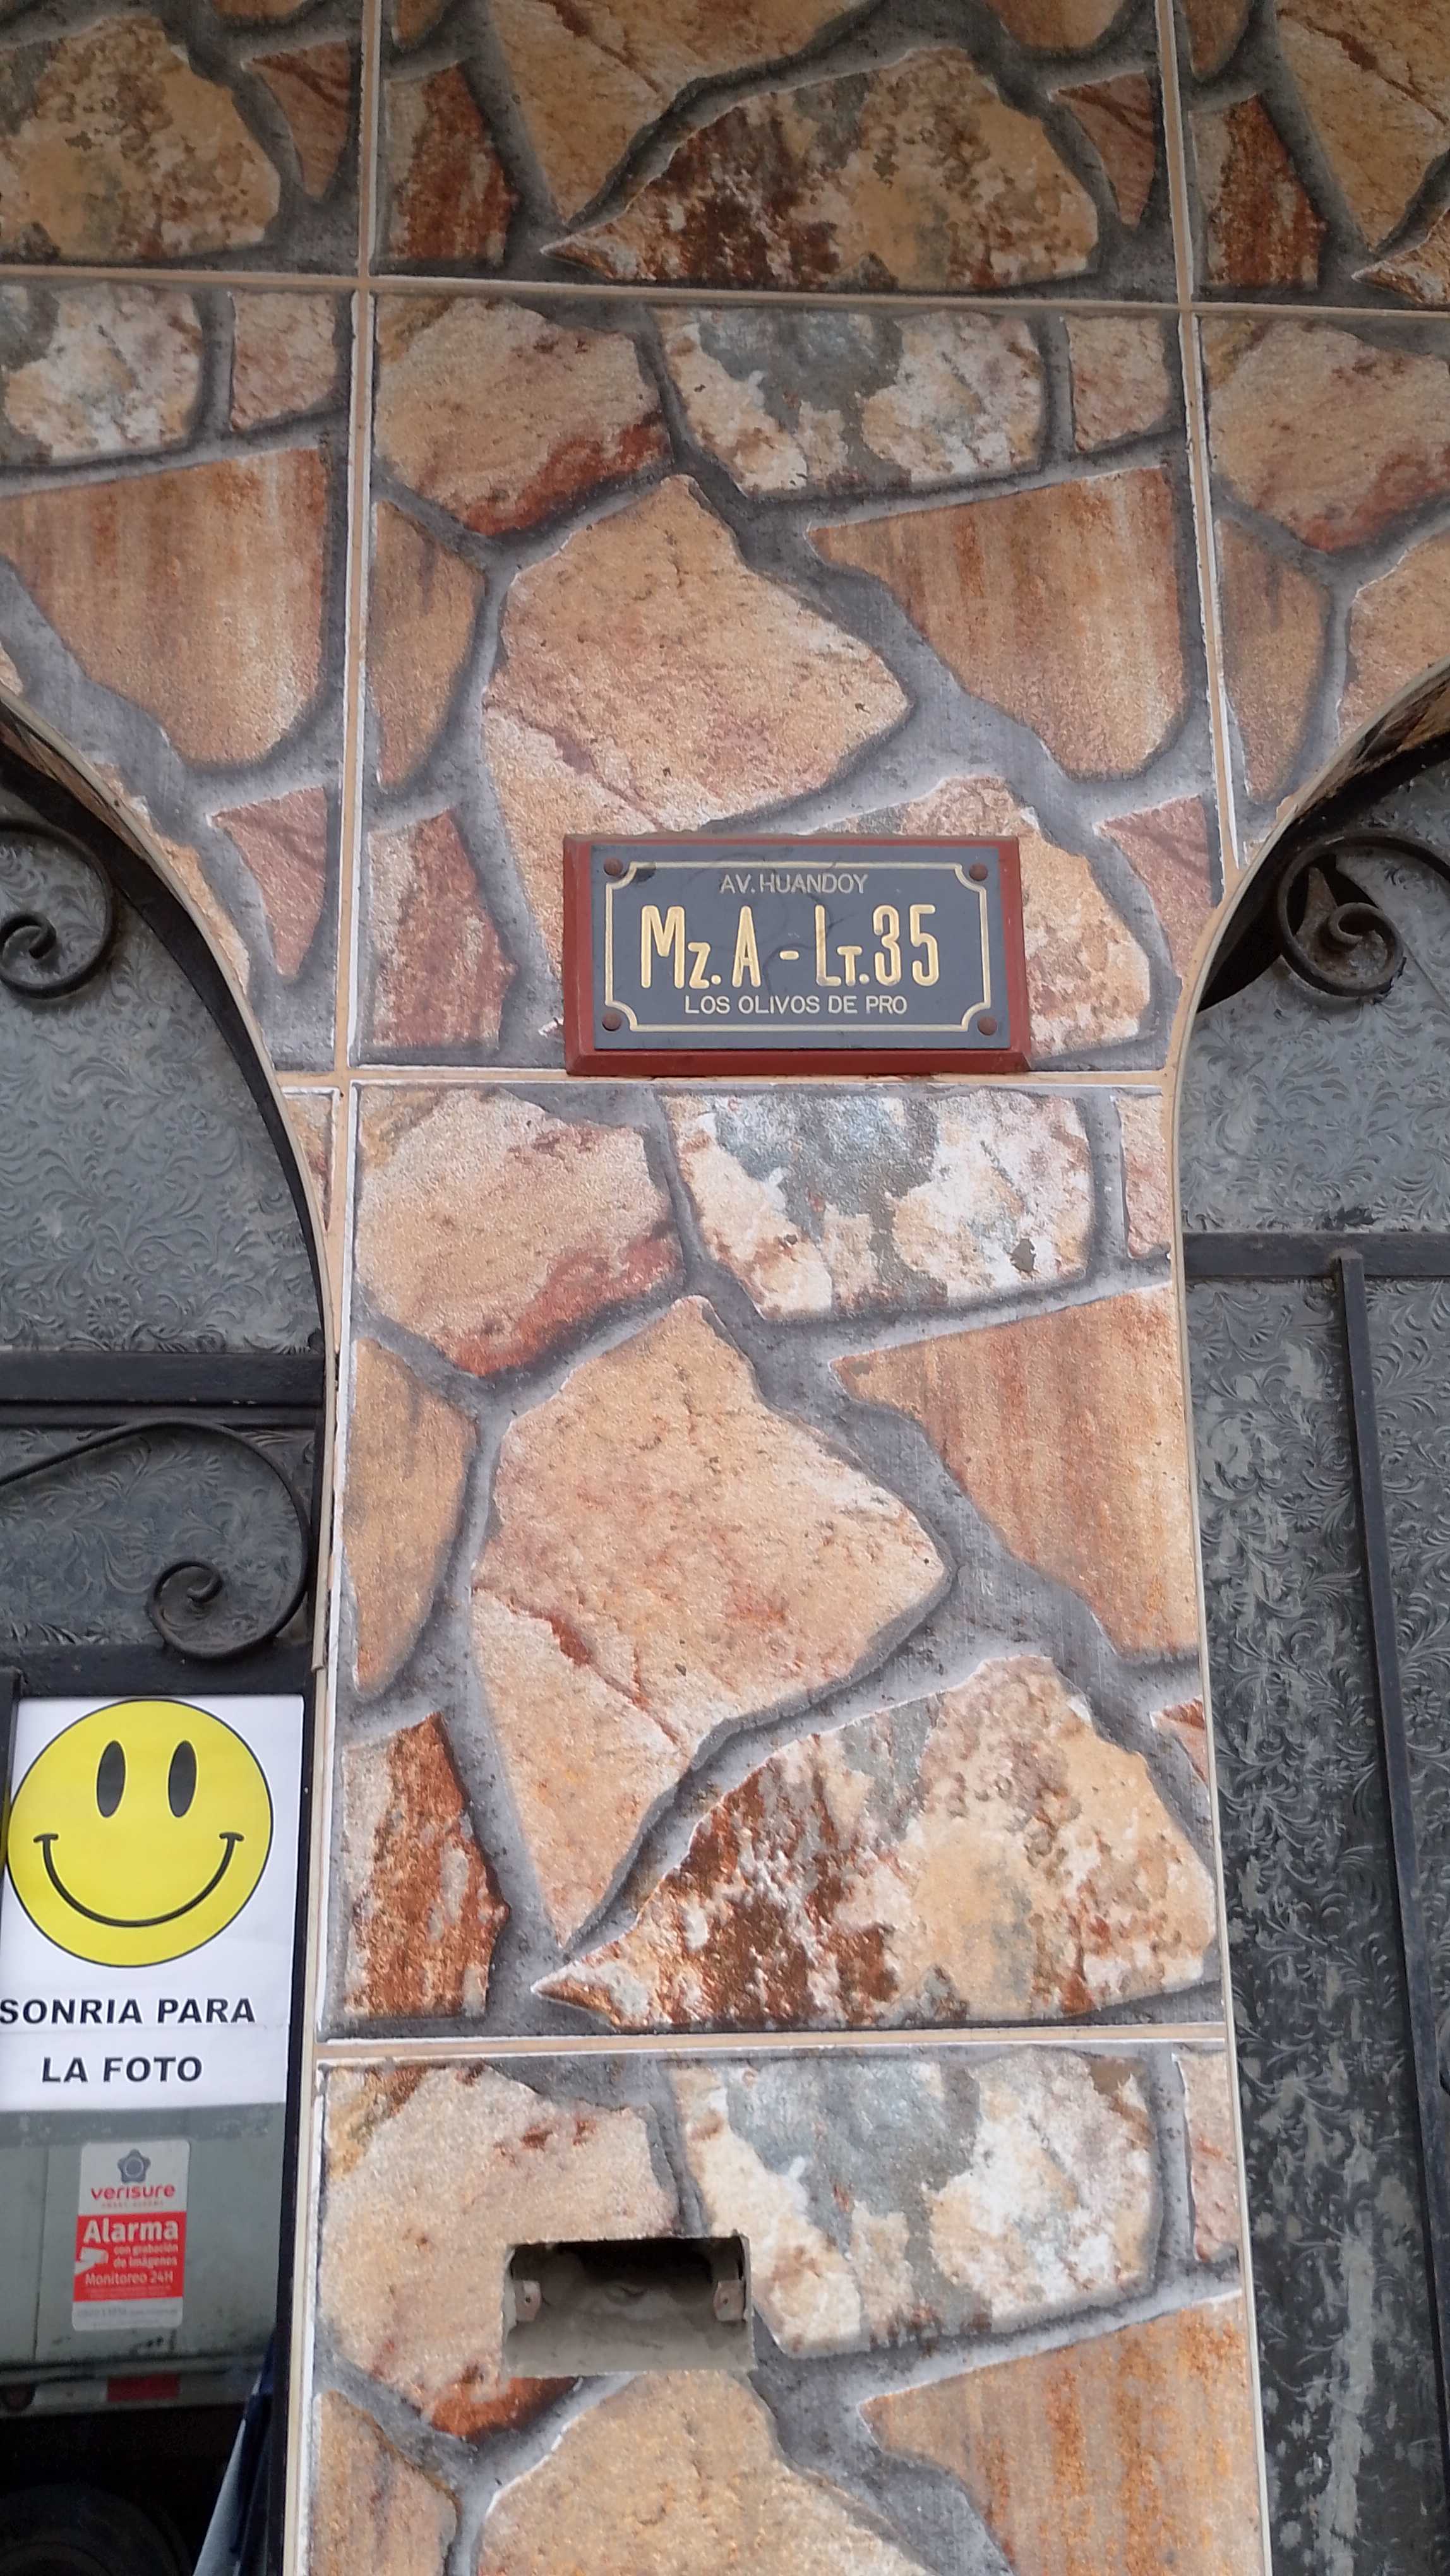 AV. HUANDOY
Mz. A - LT. 35
LOS OLIVOS DE PRO
SONRIA PARA
LA FOTO
verisure
Alarma
con grabación
de imágenes
Monitoreo 24H